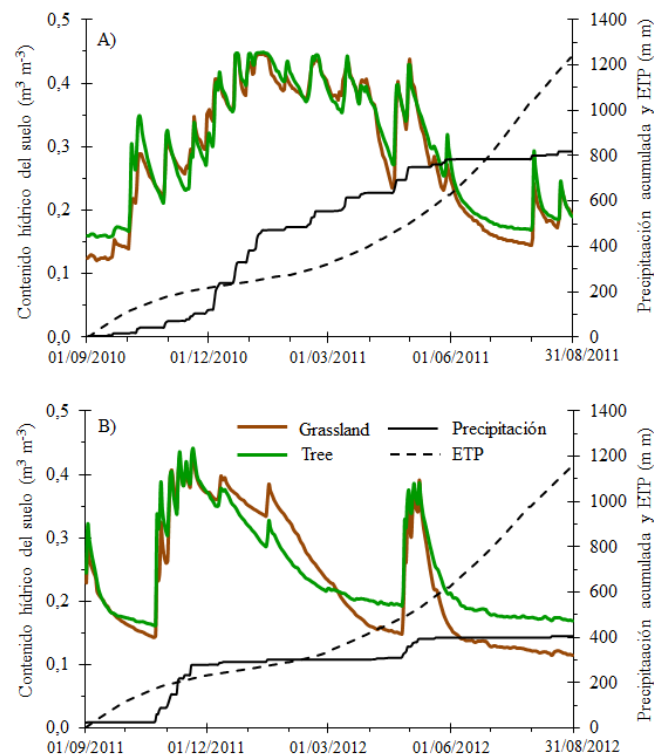 A)
Contenido hídrico del suelo (m³ m⁻³)
0,5
0,4
0,3
0,2
0,1
0,0
Precipitaación acumulada y ETP (m m)
1400
1200
1000
800
600
400
200
0
01/09/2010 01/12/2010 01/03/2011 01/06/2011 31/08/2011
B)
Grassland Precipitación
Tree ETP
Contenido hídrico del suelo (m³ m⁻³)
0,5
0,4
0,3
0,2
0,1
0,0
Precipitaación acumulada y ETP (m m)
1400
1200
1000
800
600
400
200
0
01/09/2011 01/12/2011 01/03/2012 01/06/2012 31/08/2012